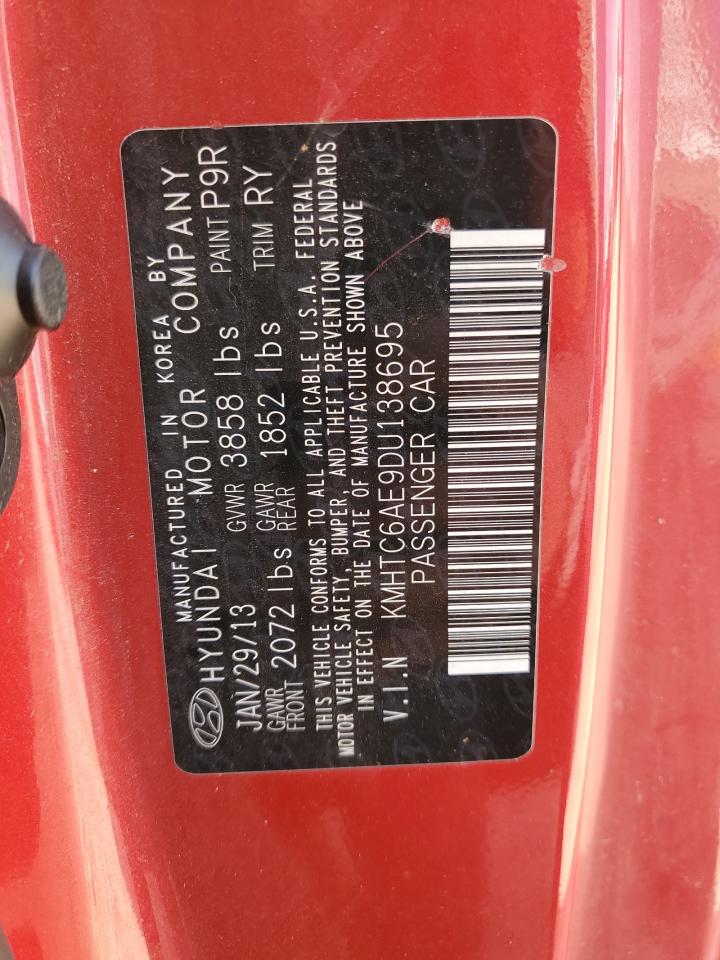 MANUFACTURED IN KOREA BY
HYUNDAI MOTOR COMPANY
JAN/29/13 GVWR 3858 lbs PAINT P9R
GAWR FRONT 2072 lbs GAWR REAR 1852 lbs TRIM RY
THIS VEHICLE CONFORMS TO ALL APPLICABLE U.S.A. FEDERAL
MOTOR VEHICLE SAFETY, BUMPER, AND THEFT PREVENTION STANDARDS
IN EFFECT ON THE DATE OF MANUFACTURE SHOWN ABOVE
V.I.N KMHTC6AE9DU138695
PASSENGER CAR